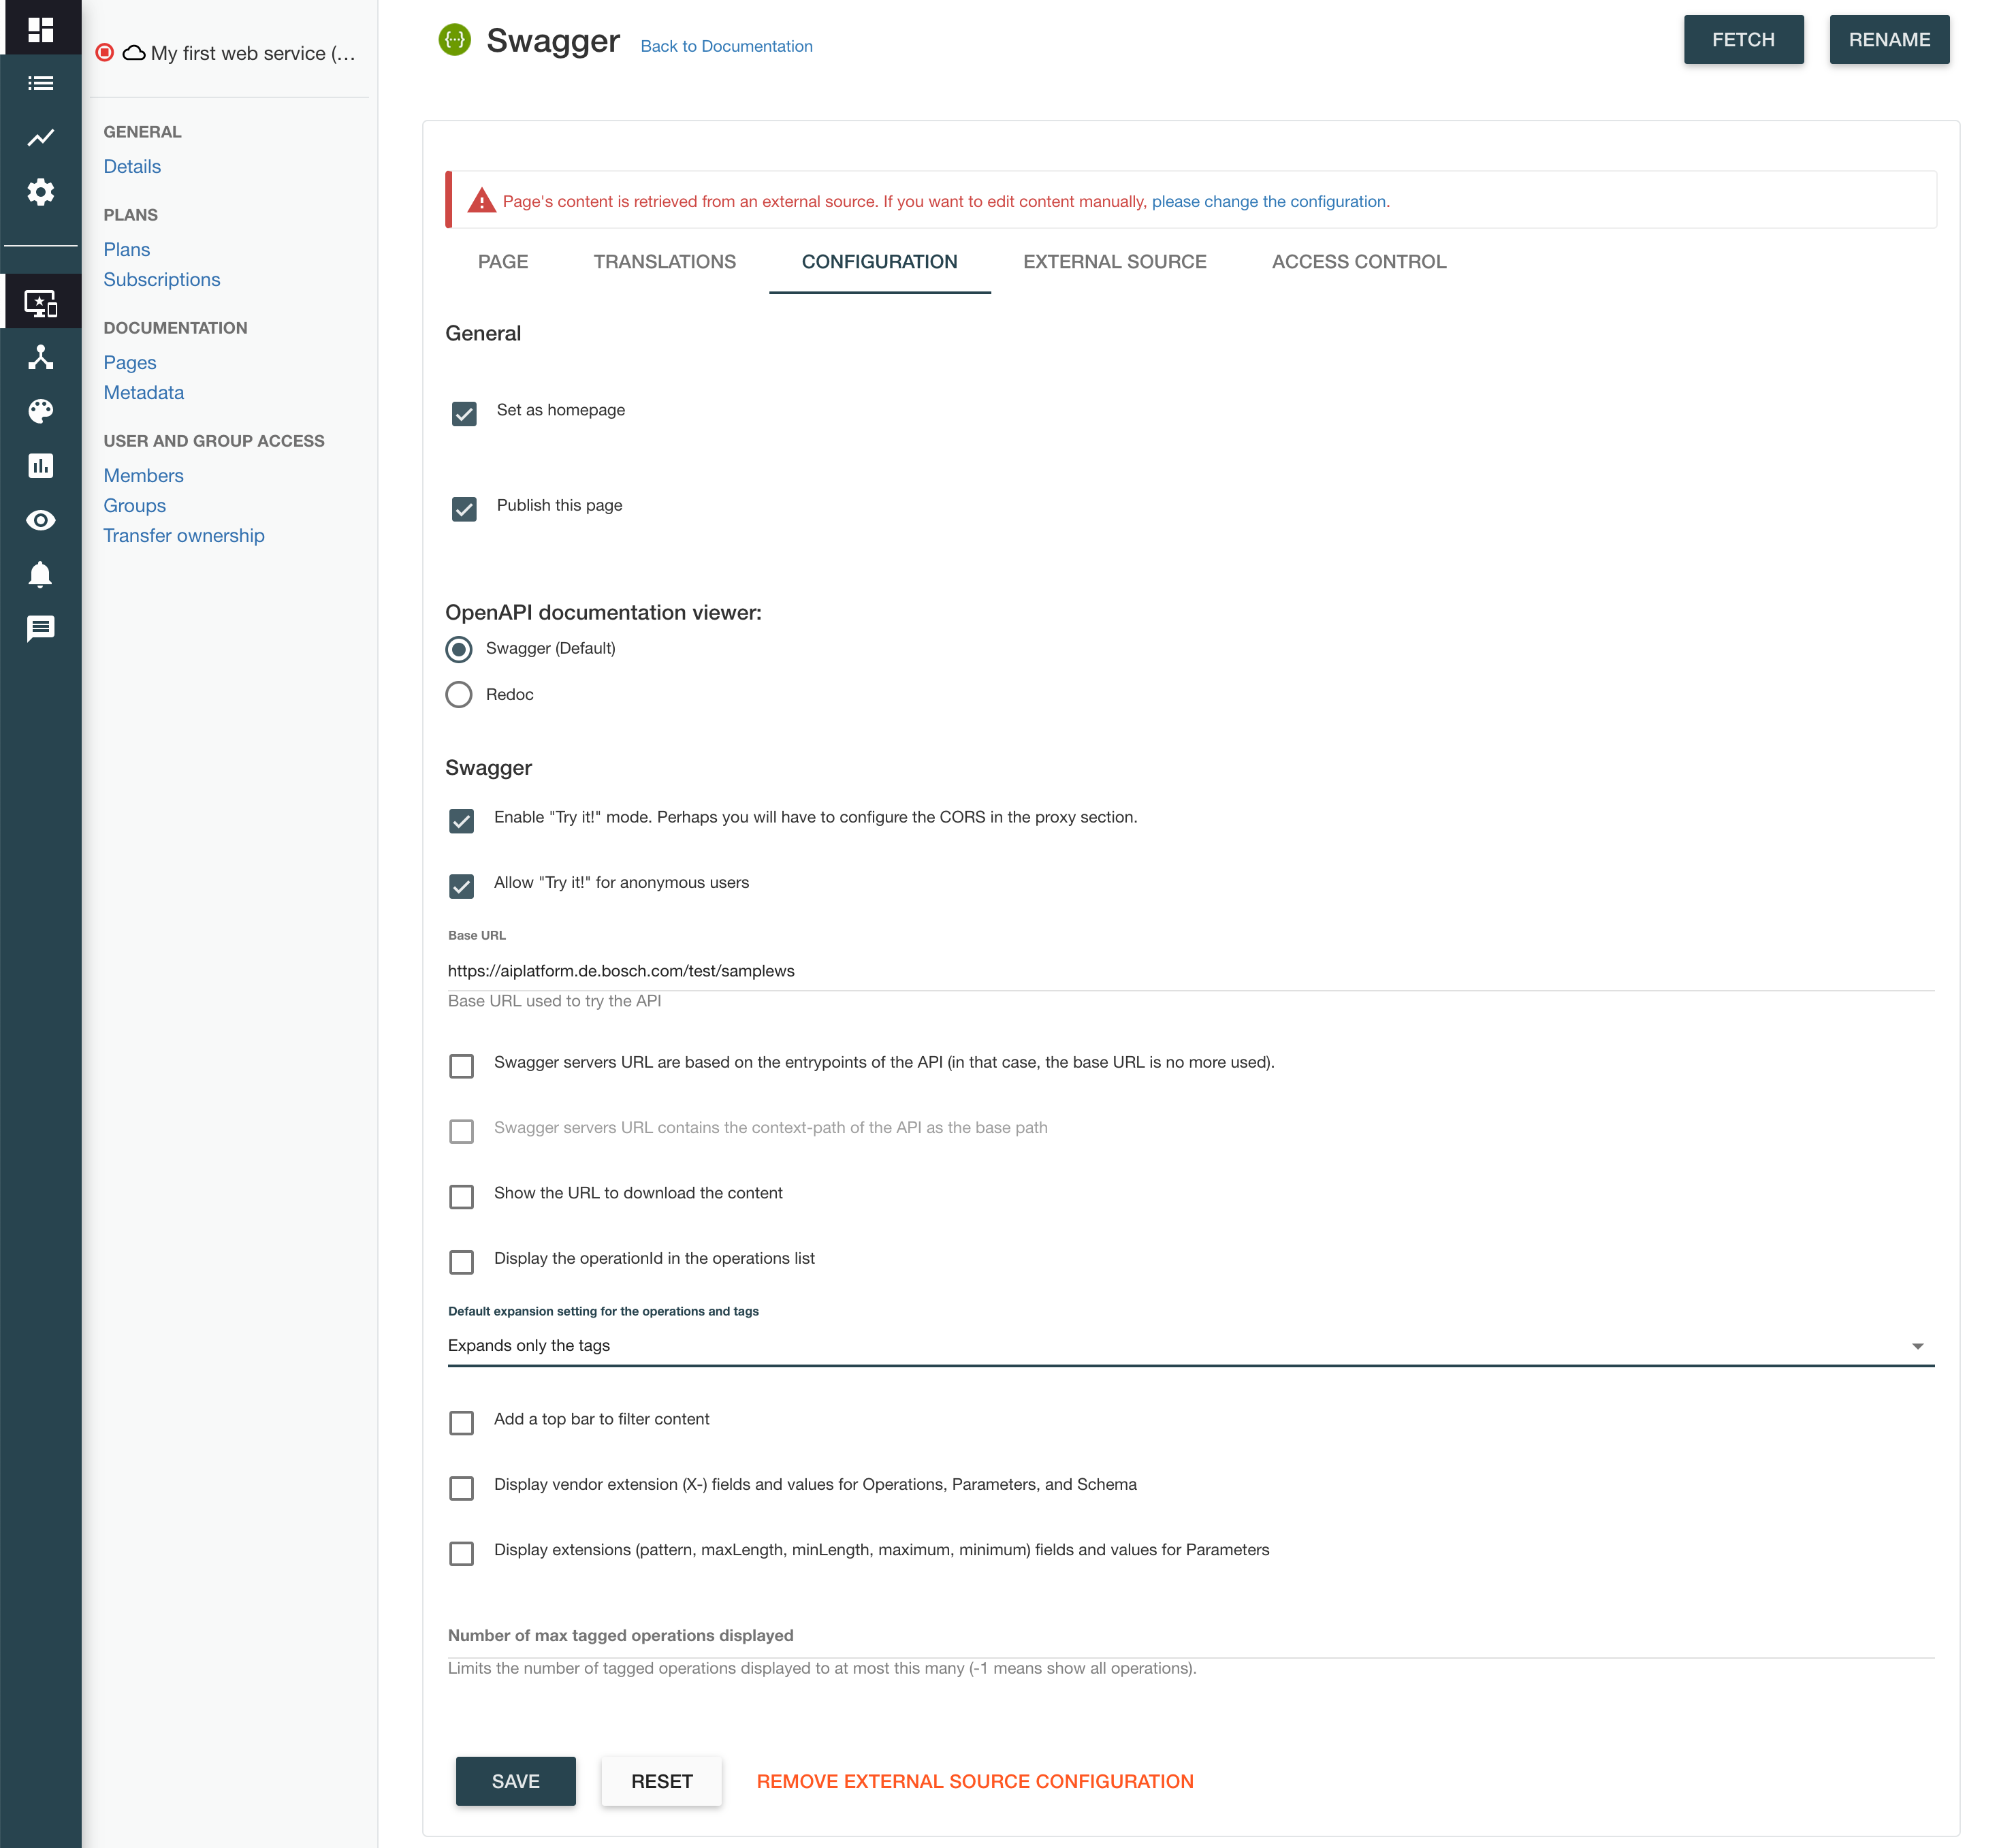 My first web service (...
GENERAL
Details
PLANS
Plans
Subscriptions
DOCUMENTATION
Pages
Metadata
USER AND GROUP ACCESS
Members
Groups
Transfer ownership
Swagger Back to Documentation
FETCH
RENAME
Page's content is retrieved from an external source. If you want to edit content manually, please change the configuration.
PAGE TRANSLATIONS CONFIGURATION EXTERNAL SOURCE ACCESS CONTROL
General
Set as homepage
Publish this page
OpenAPI documentation viewer:
Swagger (Default)
Redoc
Swagger
Enable "Try it!" mode. Perhaps you will have to configure the CORS in the proxy section.
Allow "Try it!" for anonymous users
Base URL
https://aiplatform.de.bosch.com/test/samplews
Base URL used to try the API
Swagger servers URL are based on the entrypoints of the API (in that case, the base URL is no more used).
Swagger servers URL contains the context-path of the API as the base path
Show the URL to download the content
Display the operationId in the operations list
Default expansion setting for the operations and tags
Expands only the tags
Add a top bar to filter content
Display vendor extension (X-) fields and values for Operations, Parameters, and Schema
Display extensions (pattern, maxLength, minLength, maximum, minimum) fields and values for Parameters
Number of max tagged operations displayed
Limits the number of tagged operations displayed to at most this many (-1 means show all operations).
SAVE RESET REMOVE EXTERNAL SOURCE CONFIGURATION